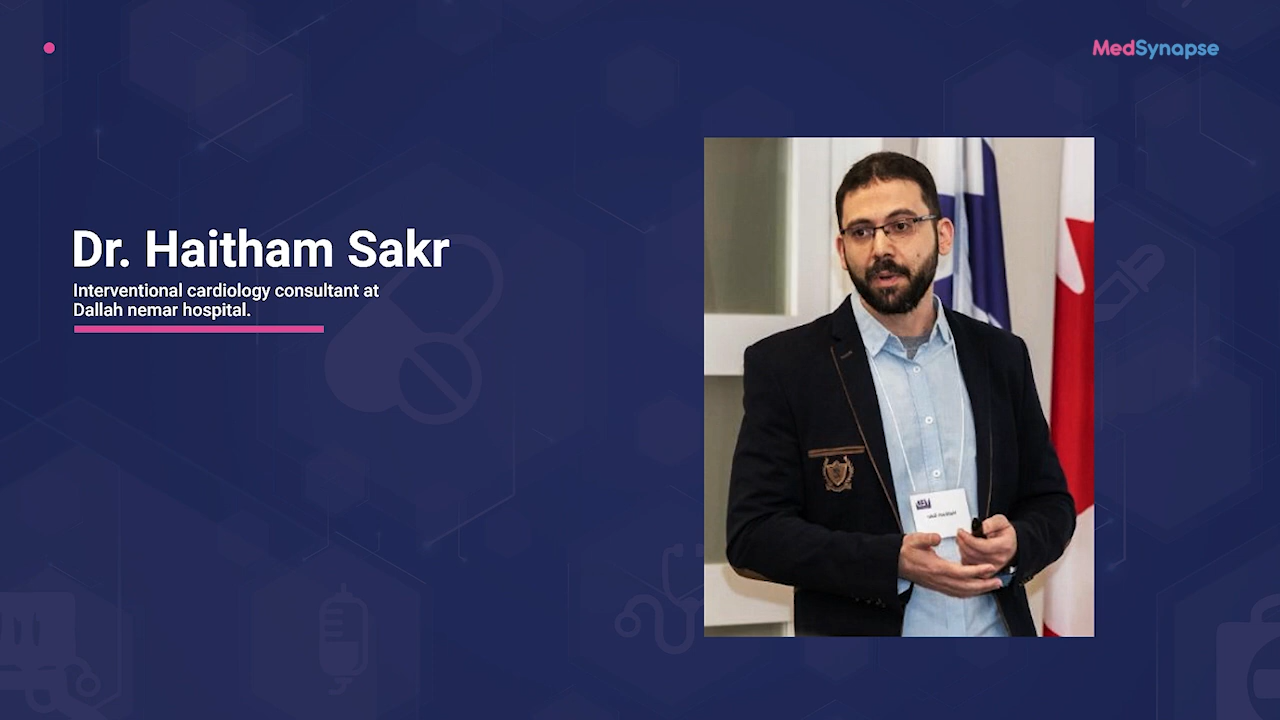 MedSynapse
Dr. Haitham Sakr
Interventional cardiology consultant at
Dallah nemar hospital.